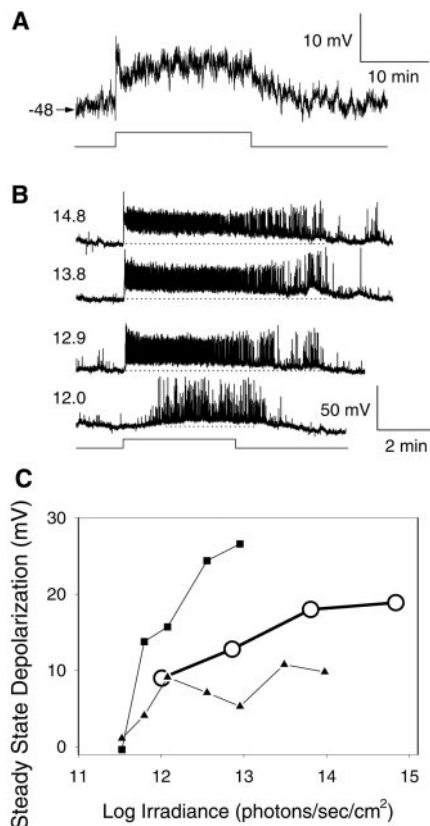 A
10 mV
10 min
-48
B
14.8
13.8
12.9
12.0
50 mV
2 min
C
Steady State Depolarization (mV)
30
20
10
0
11 12 13 14 15
Log Irradiance (photons/sec/cm²)